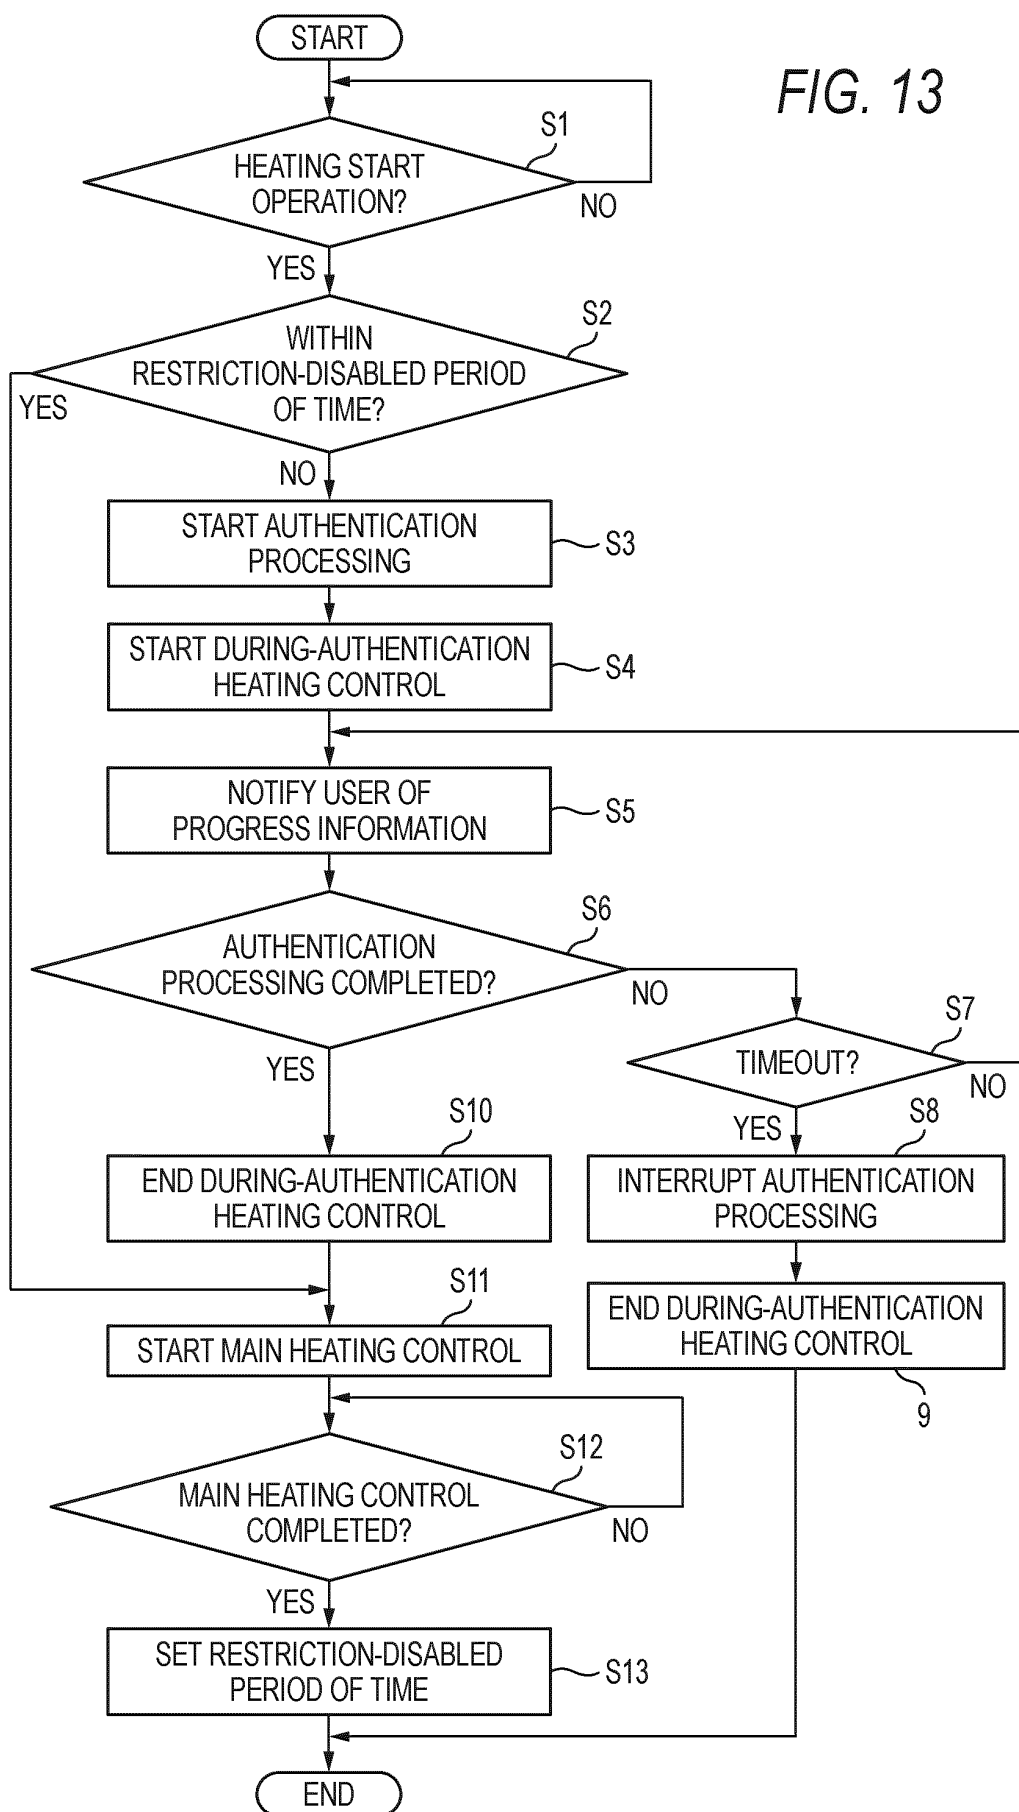 START
FIG. 13
S1
HEATING START
OPERATION?
NO
YES
S2
WITHIN
RESTRICTION-DISABLED PERIOD
OF TIME?
YES
NO
START AUTHENTICATION
PROCESSING
S3
START DURING-AUTHENTICATION
HEATING CONTROL
S4
NOTIFY USER OF
PROGRESS INFORMATION
S5
S6
AUTHENTICATION
PROCESSING COMPLETED?
NO
YES
S7
TIMEOUT?
NO
YES
S8
INTERRUPT AUTHENTICATION
PROCESSING
END DURING-AUTHENTICATION
HEATING CONTROL
9
S10
END DURING-AUTHENTICATION
HEATING CONTROL
S11
START MAIN HEATING CONTROL
S12
MAIN HEATING CONTROL
COMPLETED?
NO
YES
SET RESTRICTION-DISABLED
PERIOD OF TIME
S13
END